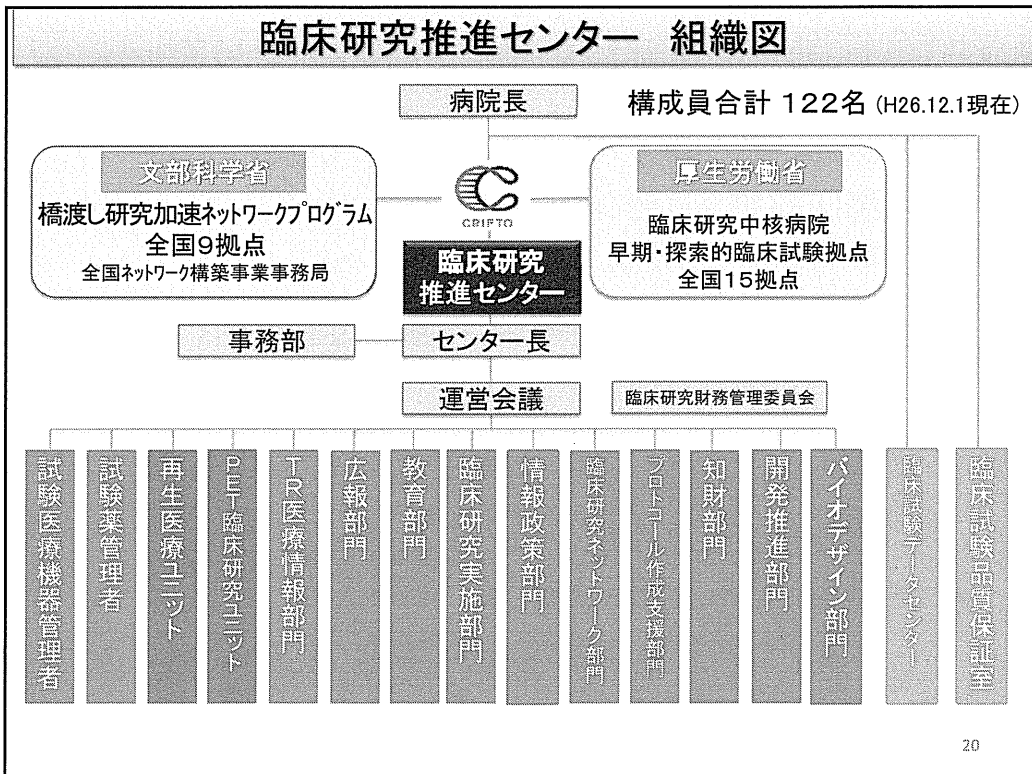 臨床研究推進センター 組織図
病院長
構成員合計 122名 (H26.12.1現在)
文部科学省
橋渡し研究加速ネットワークプログラム
全国9拠点
全国ネットワーク構築事業事務局
CRIETO
厚生労働省
臨床研究中核病院
早期・探索的臨床試験拠点
全国15拠点
臨床研究
推進センター
事務部
センター長
運営会議
臨床研究財務管理委員会
試験医療機器管理者
試験薬管理者
再生医療ユニット
PET臨床研究ユニット
TR医療情報部門
広報部門
教育部門
臨床研究実施部門
情報政策部門
臨床研究ネットワーク部門
プロトコール作成支援部門
知財部門
開発推進部門
バイオデザイン部門
臨床試験データセンター
臨床試験品質保証室
20